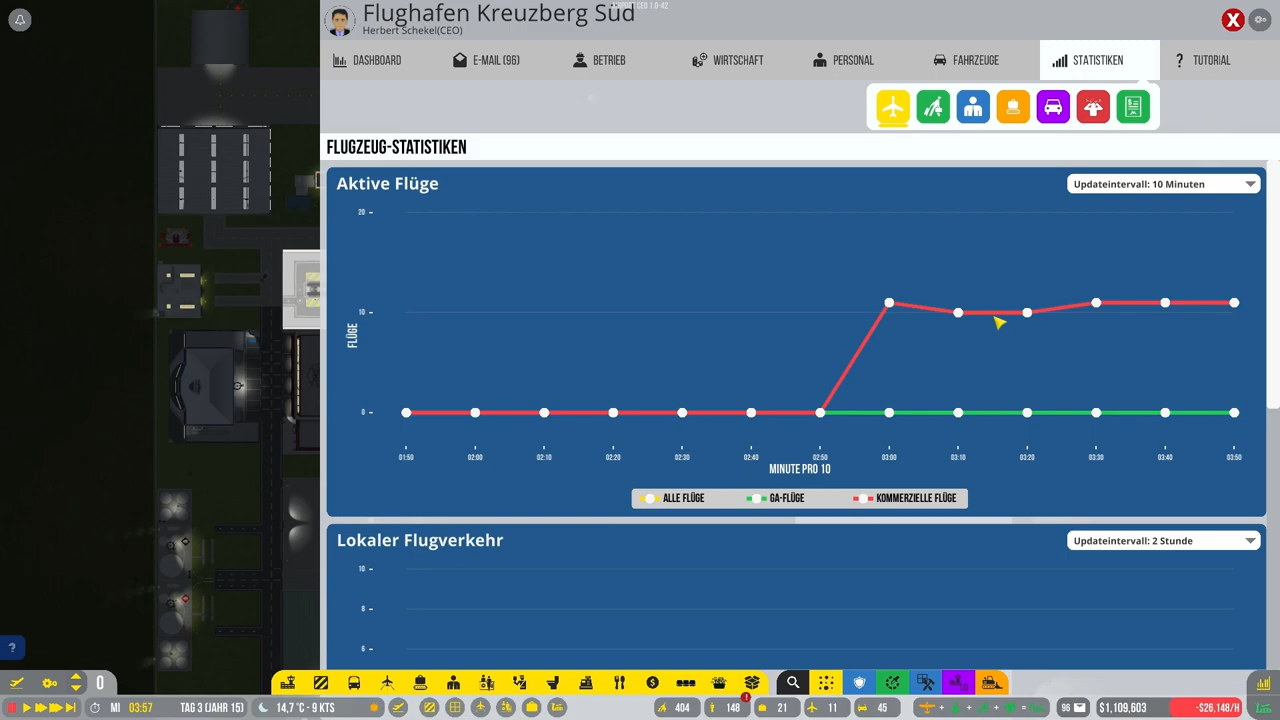 Flughafen Kreuzberg Süd
Herbert Schekel(CEO)
DASHBOARD
E-MAIL (96)
BETRIEB
WIRTSCHAFT
PERSONAL
FAHRZEUGE
STATISTIKEN
? TUTORIAL
X
FLUGZEUG-STATISTIKEN
Aktive Flüge
Updateintervall: 10 Minuten
20
10
0
FLÜGE
01:50 02:00 02:10 02:20 02:30 02:40 02:50 03:00 03:10 03:20 03:30 03:40 03:50
MINUTE PRO 10
ALLE FLÜGE
GA-FLÜGE
KOMMERZIELLE FLÜGE
Lokaler Flugverkehr
Updateintervall: 2 Stunde
10
8
6
?
0
MI 03:57
TAG 3 (JAHR 15)
14,7 °C - 9 KTS
404
148
!
21
11
45
96
$1,109,603
-$26,148/H